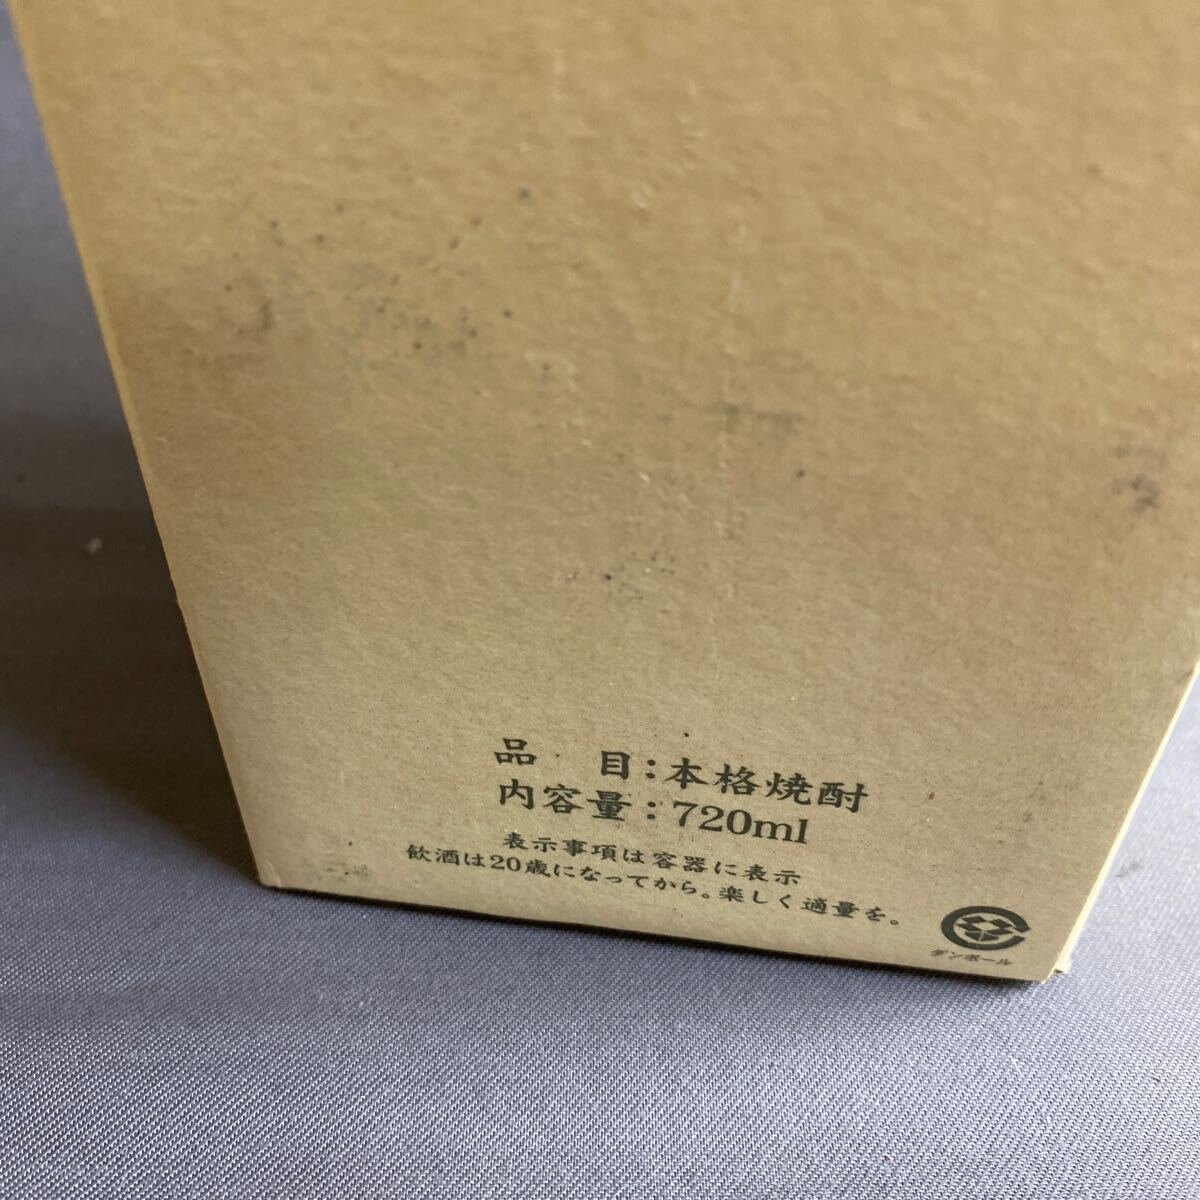 品　目：本格焼酎
内容量：720ml
表示事項は容器に表示
飲酒は20歳になってから。楽しく適量を。
ダンボール